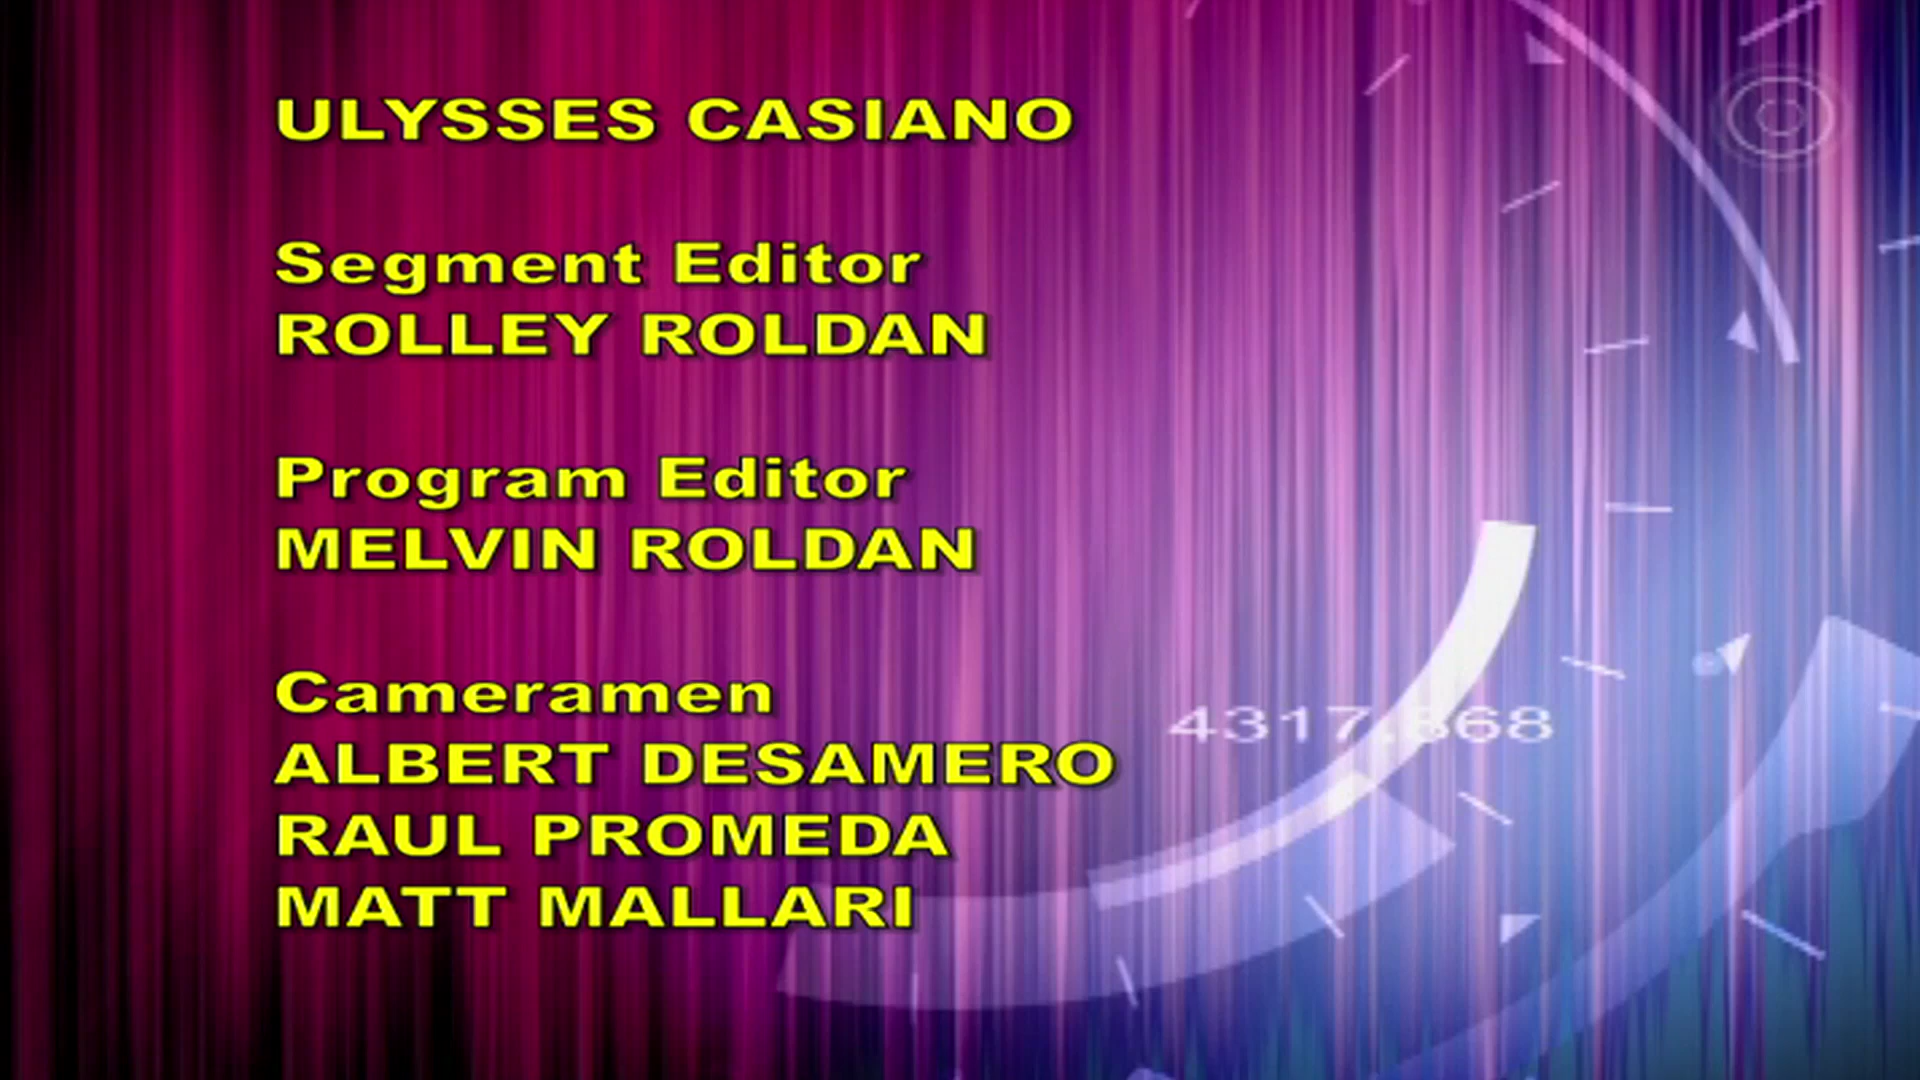 ULYSSES CASIANO
Segment Editor
ROLLEY ROLDAN
Program Editor
MELVIN ROLDAN
Cameramen
ALBERT DESAMERO
RAUL PROMEDA
MATT MALLARI